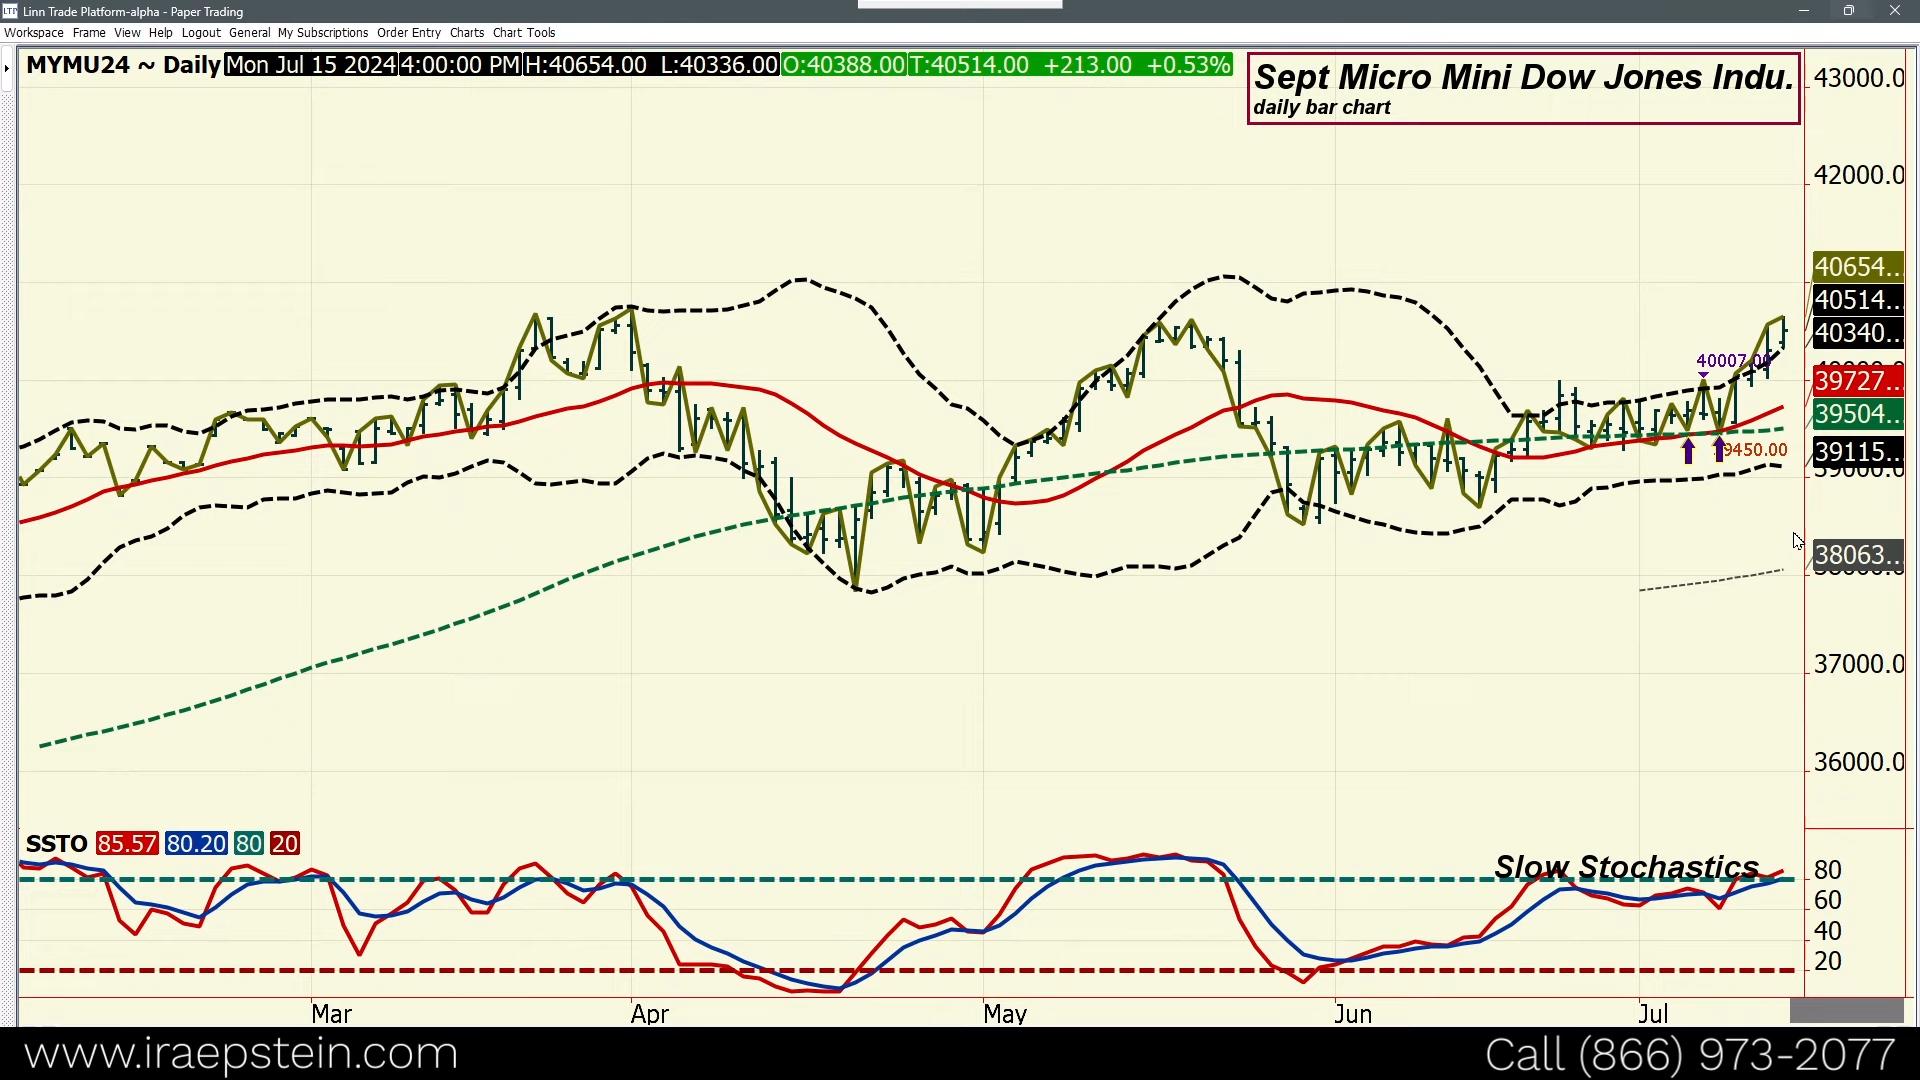 Linn Trade Platform-alpha - Paper Trading
Workspace Frame View Help Logout General My Subscriptions Order Entry Charts Chart Tools
MYMU24 ~ Daily Mon Jul 15 2024 4:00:00 PM H:40654.00 L:40336.00 O:40388.00 T:40514.00 +213.00 +0.53%
Sept Micro Mini Dow Jones Indu.
daily bar chart
43000.0
42000.0
40654...
40514...
40340...
40007.00
39727...
39504...
39450.00
39115...
39000.0
38063...
37000.0
36000.0
SSTO 85.57 80.20 80 20
Slow Stochastics
80
60
40
20
Mar Apr May Jun Jul
www.iraepstein.com
Call (866) 973-2077